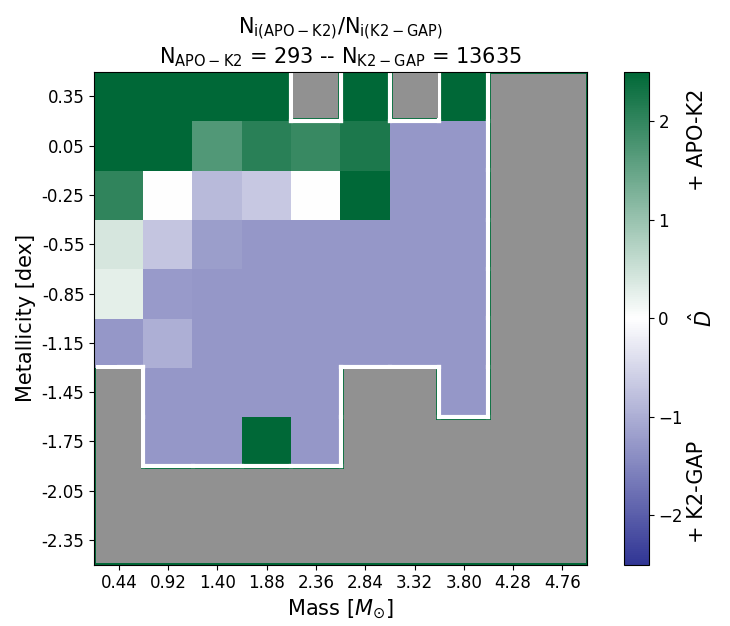 N_i(APO−K2)/N_i(K2−GAP)
N_APO−K2 = 293 -- N_K2−GAP = 13635
0.35
0.05
-0.25
-0.55
-0.85
-1.15
-1.45
-1.75
-2.05
-2.35
Metallicity [dex]
0.44 0.92 1.40 1.88 2.36 2.84 3.32 3.80 4.28 4.76
Mass [M_⊙]
2
1
0
−1
−2
+ APO-K2
D̂
+ K2-GAP